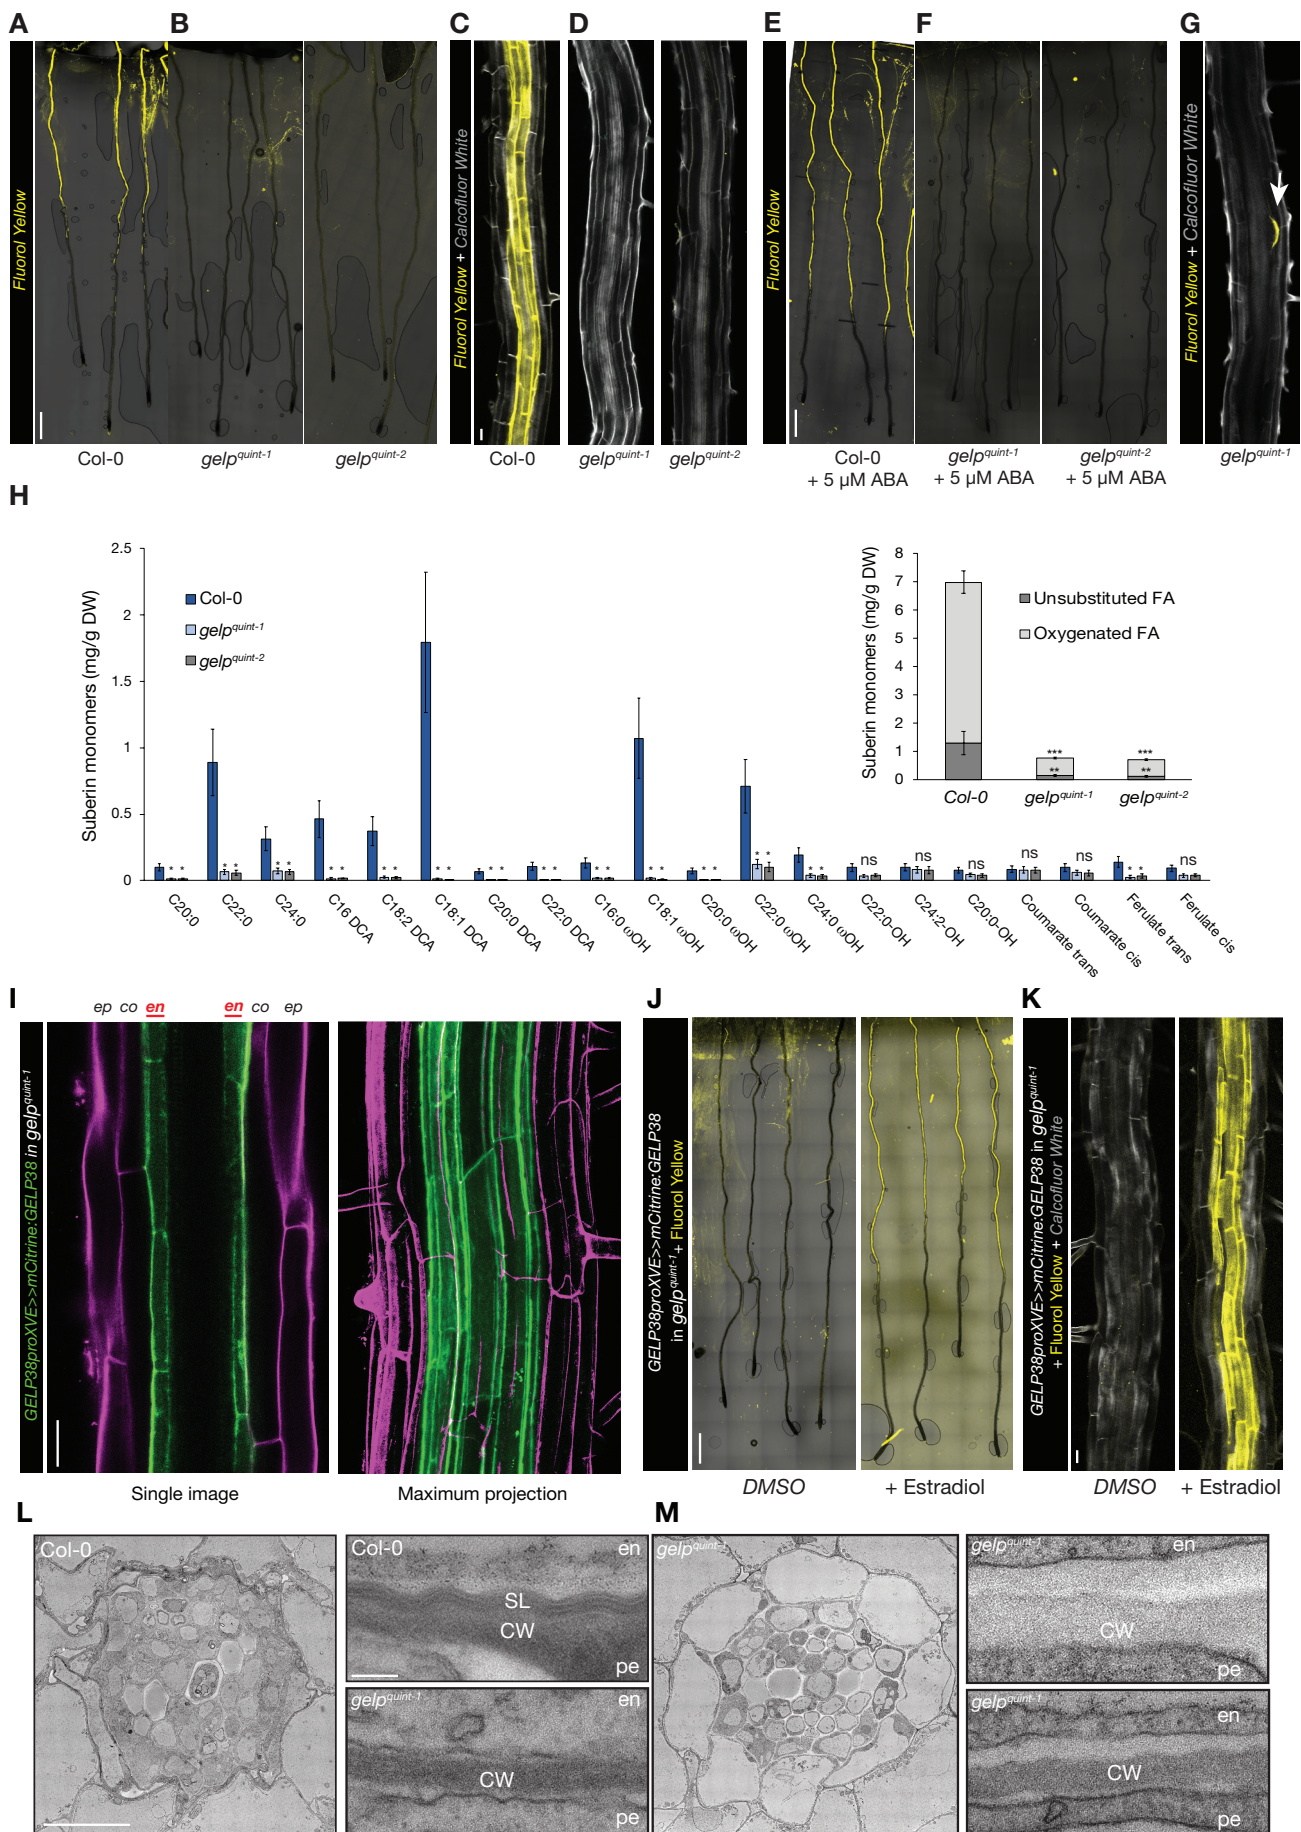 A
B
C
D
E
F
G
Fluorol Yellow
Fluorol Yellow + Calcofluor White
Fluorol Yellow
Fluorol Yellow + Calcofluor White
Col-0
gelpquint-1
gelpquint-2
Col-0
gelpquint-1
gelpquint-2
Col-0
+ 5 µM ABA
gelpquint-1
+ 5 µM ABA
gelpquint-2
+ 5 µM ABA
gelpquint-1
H
Suberin monomers (mg/g DW)
2.5
2
1.5
1
0.5
0
Col-0
gelpquint-1
gelpquint-2
* * * * * * * * * * * * * * * * * * * * * * * * * * ns ns ns ns ns * * ns
C20:0
C22:0
C24:0
C16 DCA
C18:2 DCA
C18:1 DCA
C20:0 DCA
C22:0 DCA
C16:0 ωOH
C18:1 ωOH
C20:0 ωOH
C22:0 ωOH
C24:0 ωOH
C22:0-OH
C24:2-OH
C20:0-OH
Coumarate trans
Coumarate cis
Ferulate trans
Ferulate cis
Suberin monomers (mg/g DW)
8
7
6
5
4
3
2
1
0
Unsubstituted FA
Oxygenated FA
*** ***
** **
Col-0
gelpquint-1
gelpquint-2
I
ep co en en co ep
GELP38proXVE>>mCitrine:GELP38 in gelpquint-1
Single image
Maximum projection
J
GELP38proXVE>>mCitrine:GELP38
in gelpquint-1 + Fluorol Yellow
DMSO
+ Estradiol
K
GELP38proXVE>>mCitrine:GELP38 in gelpquint-1
+ Fluorol Yellow + Calcofluor White
DMSO
+ Estradiol
L
Col-0
Col-0
en
SL
CW
pe
gelpquint-1
en
CW
pe
M
gelpquint-1
gelpquint-1
en
CW
pe
gelpquint-1
en
CW
pe